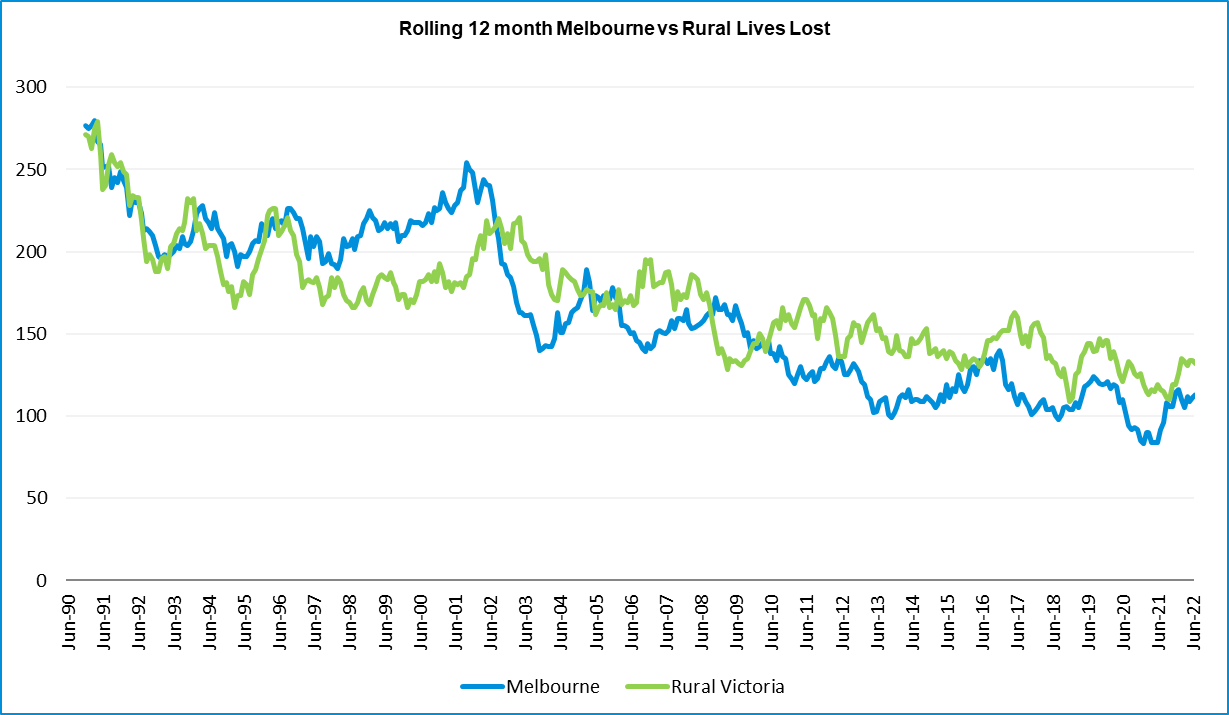 Rolling 12 month Melbourne vs Rural Lives Lost
300
250
200
150
100
50
0
Jun-90
Jun-91
Jun-92
Jun-93
Jun-94
Jun-95
Jun-96
Jun-97
Jun-98
Jun-99
Jun-00
Jun-01
Jun-02
Jun-03
Jun-04
Jun-05
Jun-06
Jun-07
Jun-08
Jun-09
Jun-10
Jun-11
Jun-12
Jun-13
Jun-14
Jun-15
Jun-16
Jun-17
Jun-18
Jun-19
Jun-20
Jun-21
Jun-22
Melbourne
Rural Victoria